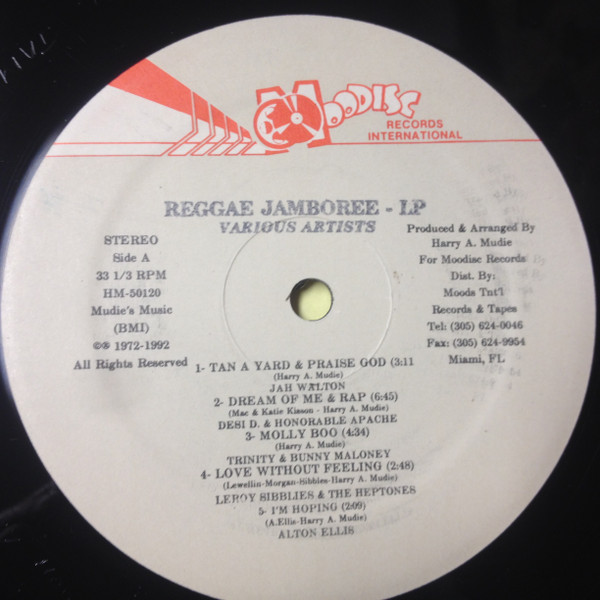 MOODISC
RECORDS
INTERNATIONAL
REGGAE JAMBOREE - LP
VARIOUS ARTISTS
STEREO
Side A
33 1/3 RPM
HM-50120
Mudie's Music
(BMI)
©℗ 1972-1992
All Rights Reserved
Produced & Arranged By
Harry A. Mudie
For Moodisc Records
Dist. By:
Moods Tnt'l
Records & Tapes
Tel: (305) 624-0046
Fax: (305) 624-9954
Miami, FL
1- TAN A YARD & PRAISE GOD (3:11
(Harry A. Mudie)
JAH WALTON
2- DREAM OF ME & RAP (6:45)
(Mac & Katie Kisson - Harry A. Mudie)
DESI D. & HONORABLE APACHE
3- MOLLY BOO (4:34)
(Harry A. Mudie)
TRINITY & BUNNY MALONEY
4- LOVE WITHOUT FEELING (2:48)
(Lewellin-Morgan-Sibbles-Harry A. Mudie)
LEROY SIBBLIES & THE HEPTONES
5- I'M HOPING (2:09)
(A.Ellis-Harry A. Mudie)
ALTON ELLIS